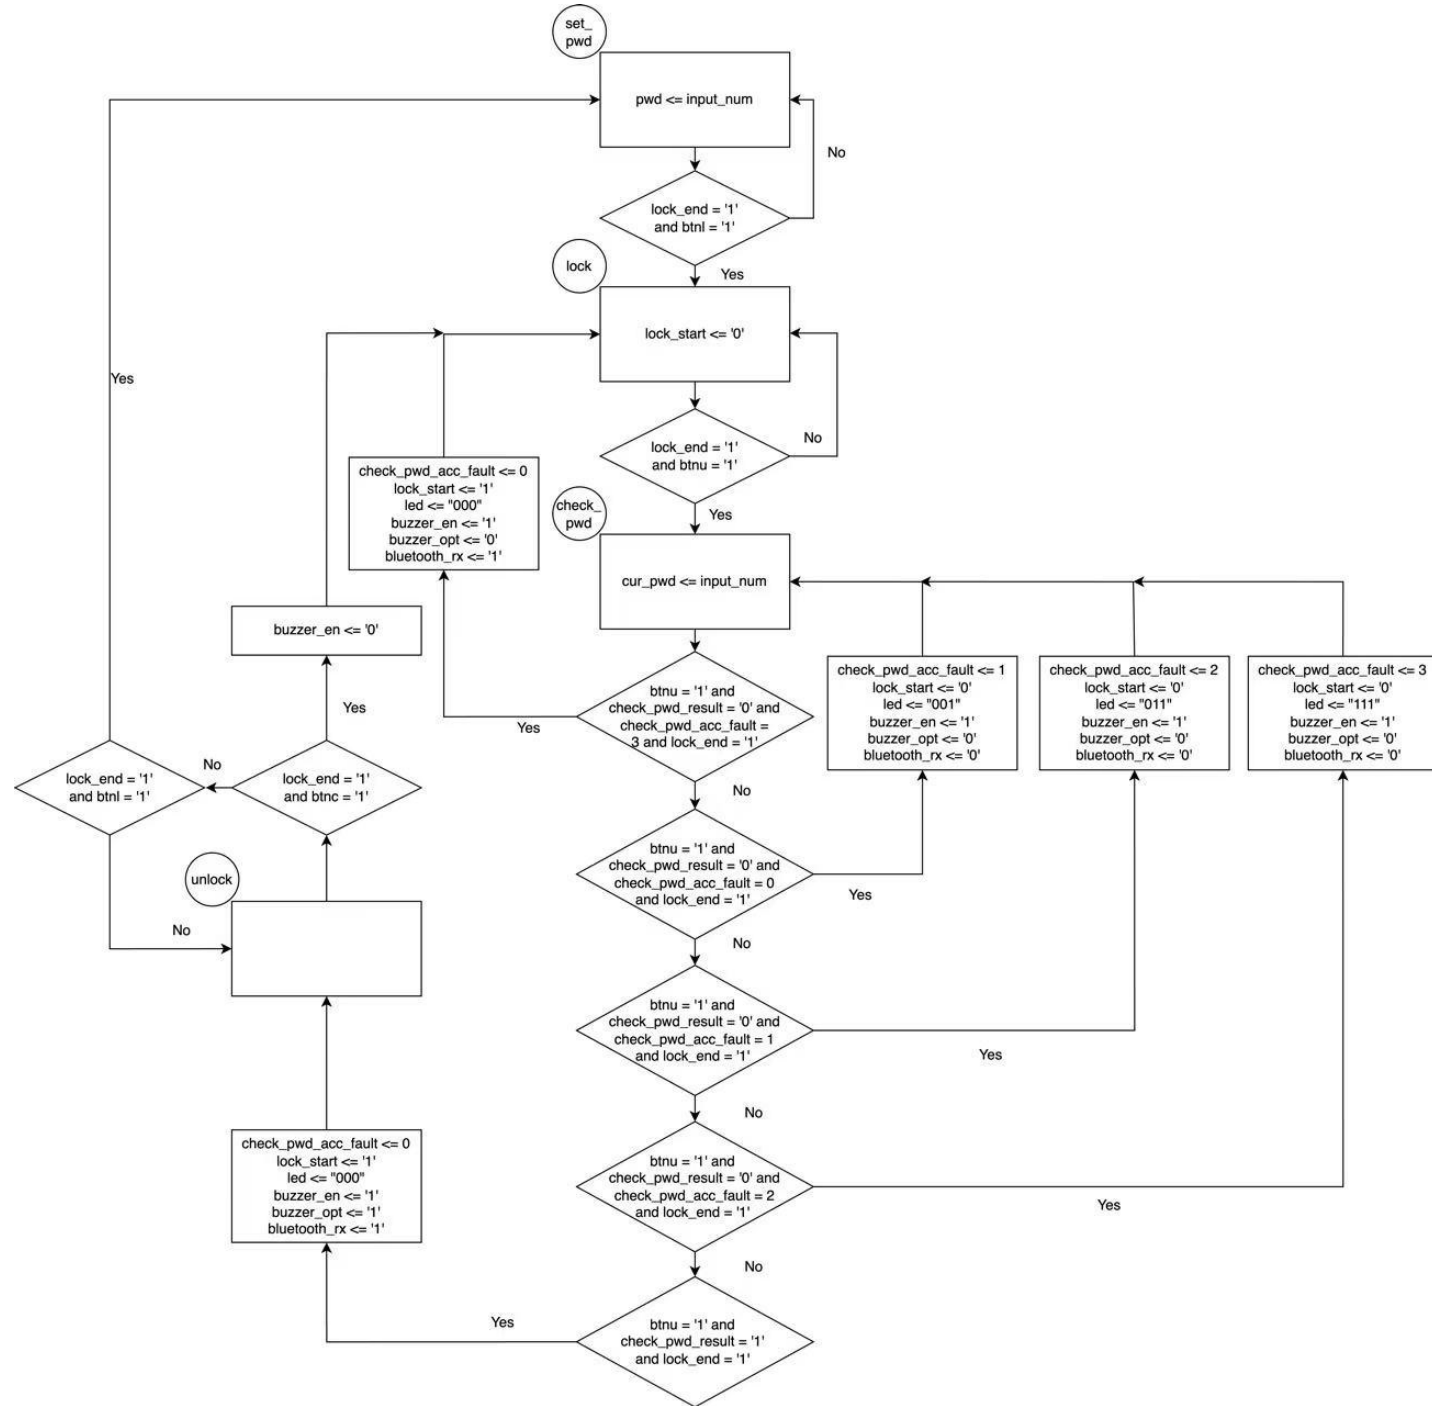 set_
pwd
pwd <= input_num
No
lock_end = '1'
and btnl = '1'
Yes
lock
lock_start <= '0'
Yes
No
lock_end = '1'
and btnu = '1'
Yes
check_pwd_acc_fault <= 0
lock_start <= '1'
led <= "000"
buzzer_en <= '1'
buzzer_opt <= '0'
bluetooth_rx <= '1'
check_
pwd
cur_pwd <= input_num
buzzer_en <= '0'
Yes
btnu = '1' and
check_pwd_result = '0' and
check_pwd_acc_fault =
3 and lock_end = '1'
Yes
No
check_pwd_acc_fault <= 1
lock_start <= '0'
led <= "001"
buzzer_en <= '1'
buzzer_opt <= '0'
bluetooth_rx <= '0'
check_pwd_acc_fault <= 2
lock_start <= '0'
led <= "011"
buzzer_en <= '1'
buzzer_opt <= '0'
bluetooth_rx <= '0'
check_pwd_acc_fault <= 3
lock_start <= '0'
led <= "111"
buzzer_en <= '1'
buzzer_opt <= '0'
bluetooth_rx <= '0'
lock_end = '1'
and btnl = '1'
No
lock_end = '1'
and btnc = '1'
btnu = '1' and
check_pwd_result = '0' and
check_pwd_acc_fault = 0
and lock_end = '1'
Yes
No
unlock
No
btnu = '1' and
check_pwd_result = '0' and
check_pwd_acc_fault = 1
and lock_end = '1'
Yes
No
check_pwd_acc_fault <= 0
lock_start <= '1'
led <= "000"
buzzer_en <= '1'
buzzer_opt <= '1'
bluetooth_rx <= '1'
btnu = '1' and
check_pwd_result = '0' and
check_pwd_acc_fault = 2
and lock_end = '1'
Yes
No
Yes
btnu = '1' and
check_pwd_result = '1'
and lock_end = '1'